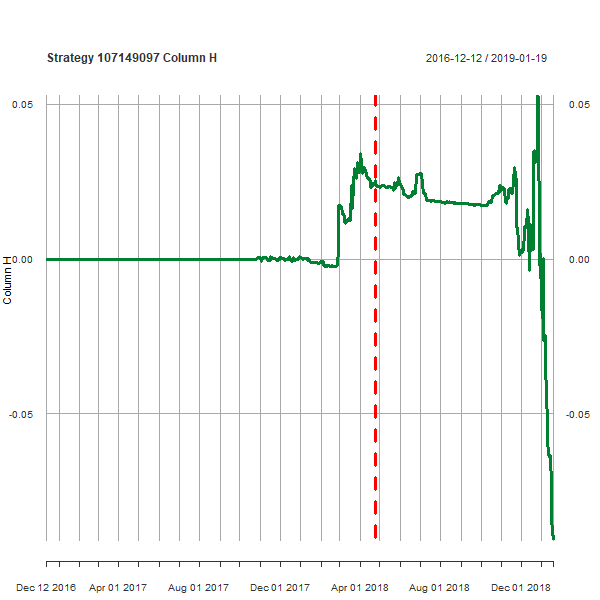 Strategy 107149097 Column H
2016-12-12 / 2019-01-19
0.05
0.05
0.00
0.00
Column H
-0.05
-0.05
Dec 12 2016
Apr 01 2017
Aug 01 2017
Dec 01 2017
Apr 01 2018
Aug 01 2018
Dec 01 2018